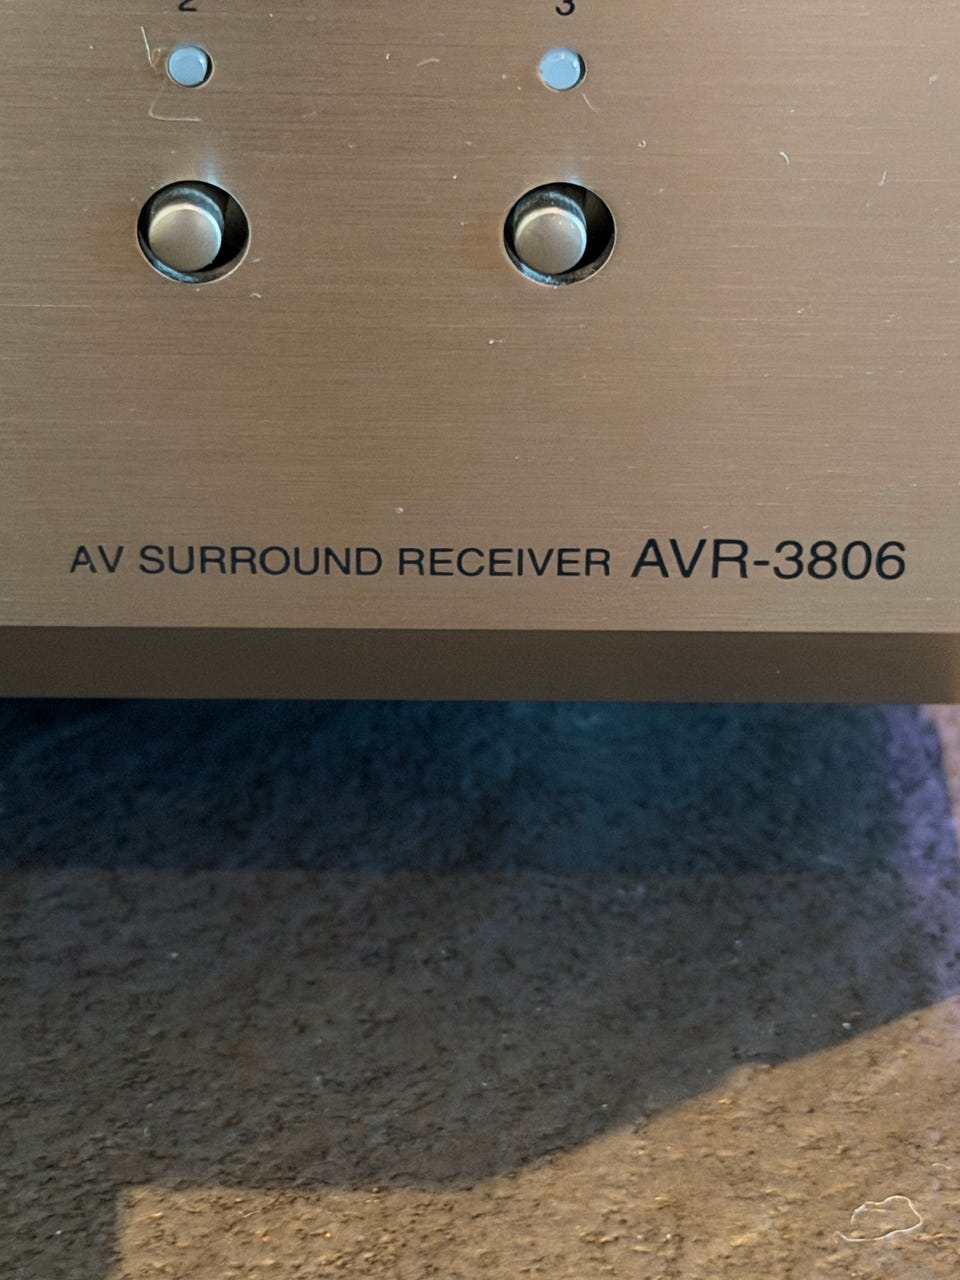 2 3
AV SURROUND RECEIVER AVR-3806